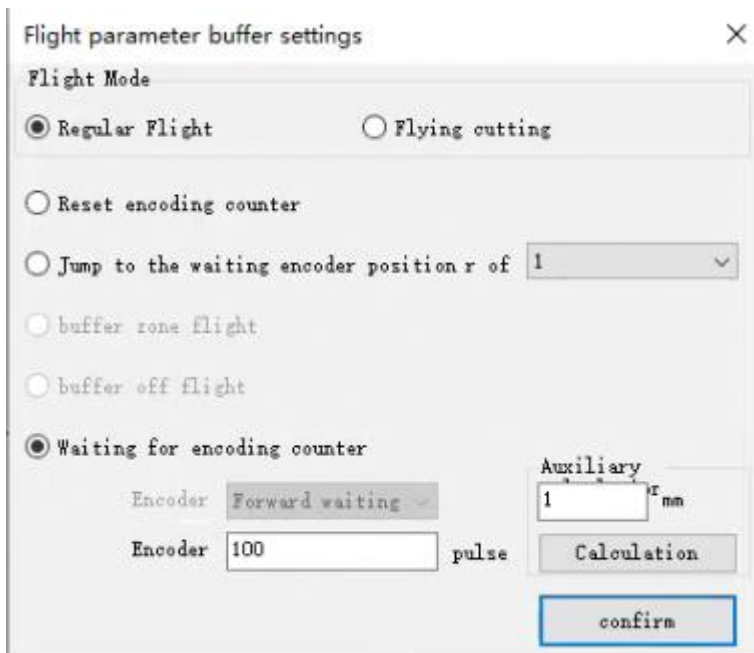 Flight parameter buffer settings
Flight Mode
Regular Flight
Flying cutting
Reset encoding counter
Jump to the waiting encoder position r of 1
buffer zone flight
buffer off flight
Waiting for encoding counter
Auxiliary
Encoder Forward waiting
1 mm
Encoder 100 pulse
Calculation
confirm